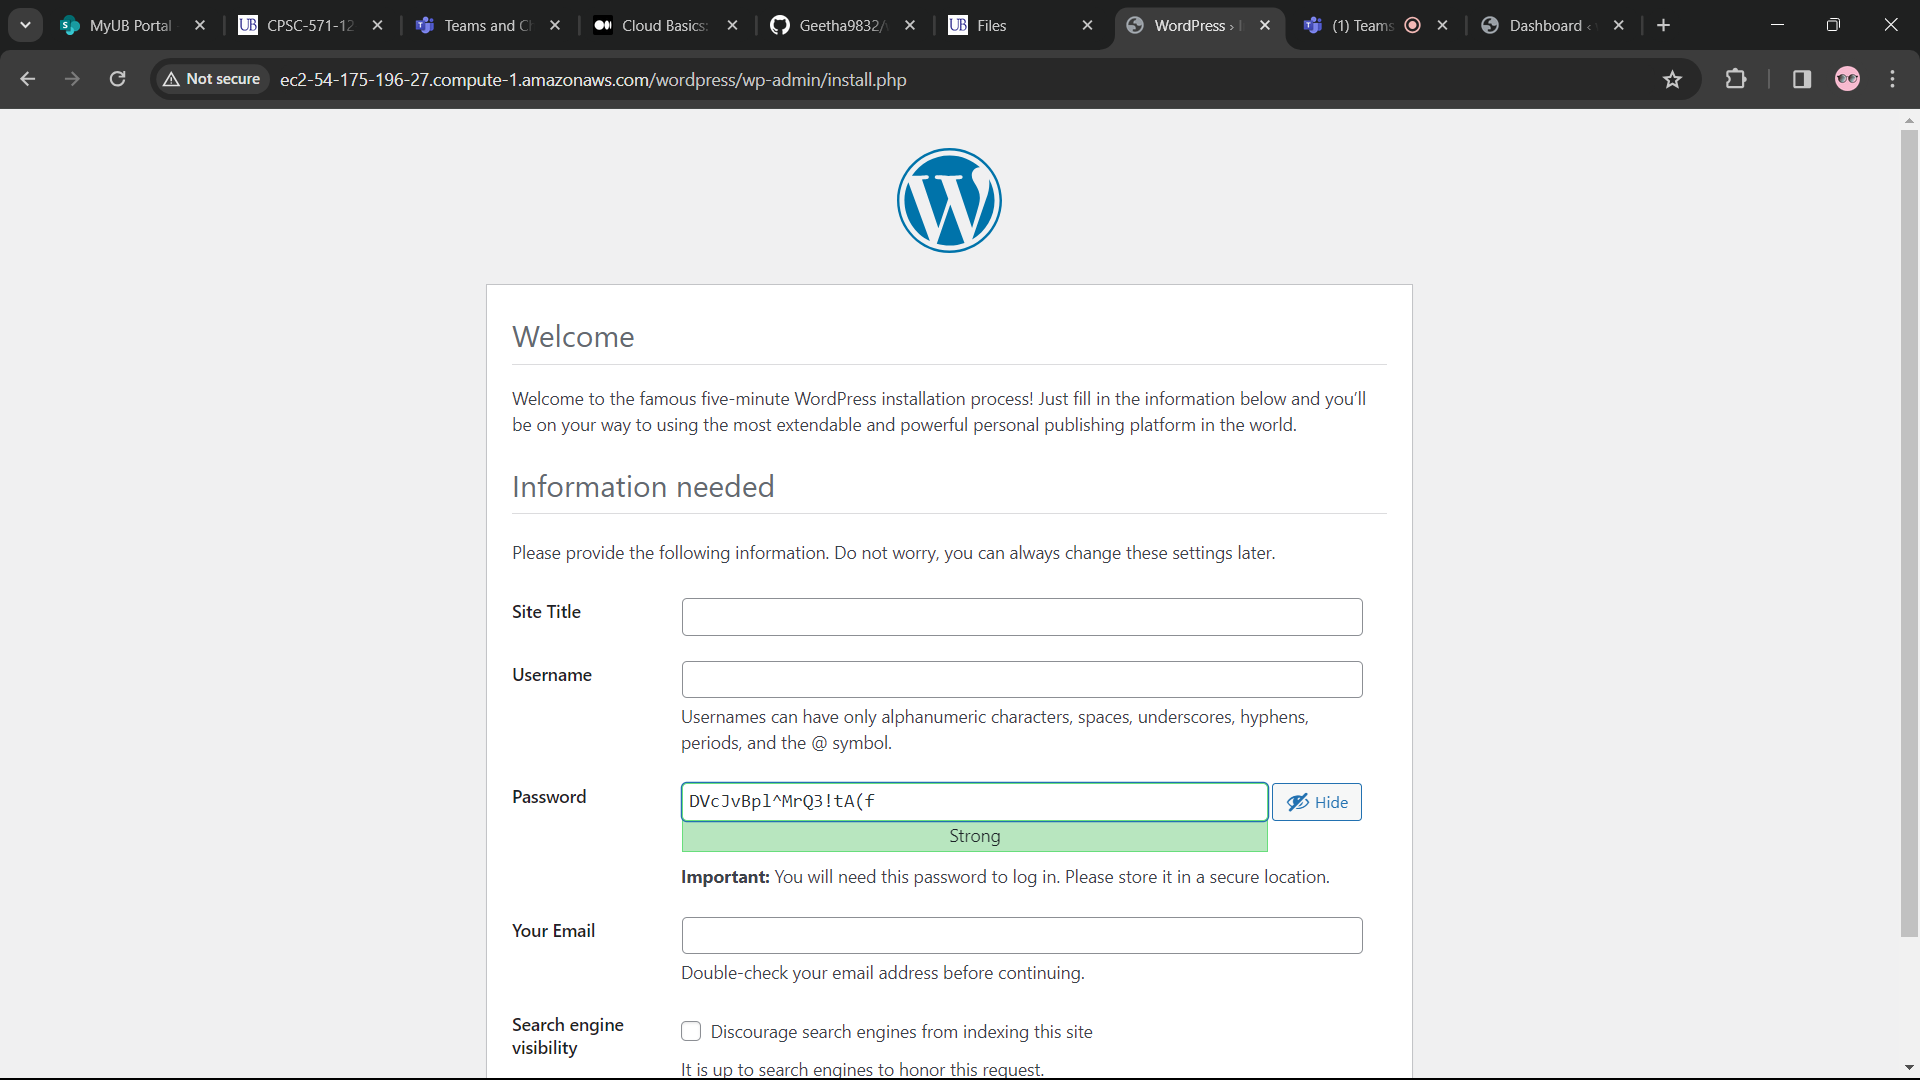 MyUB Portal
CPSC-571-12
Teams and Ch
Cloud Basics:
Geetha9832/
UB Files
WordPress ›
(1) Teams
Dashboard ‹
Not secure
ec2-54-175-196-27.compute-1.amazonaws.com/wordpress/wp-admin/install.php
Welcome
Welcome to the famous five-minute WordPress installation process! Just fill in the information below and you’ll
be on your way to using the most extendable and powerful personal publishing platform in the world.
Information needed
Please provide the following information. Do not worry, you can always change these settings later.
Site Title
Username
Usernames can have only alphanumeric characters, spaces, underscores, hyphens,
periods, and the @ symbol.
Password
DVcJvBpl^MrQ3!tA(f
Hide
Strong
Important: You will need this password to log in. Please store it in a secure location.
Your Email
Double-check your email address before continuing.
Search engine
visibility
Discourage search engines from indexing this site
It is up to search engines to honor this request.